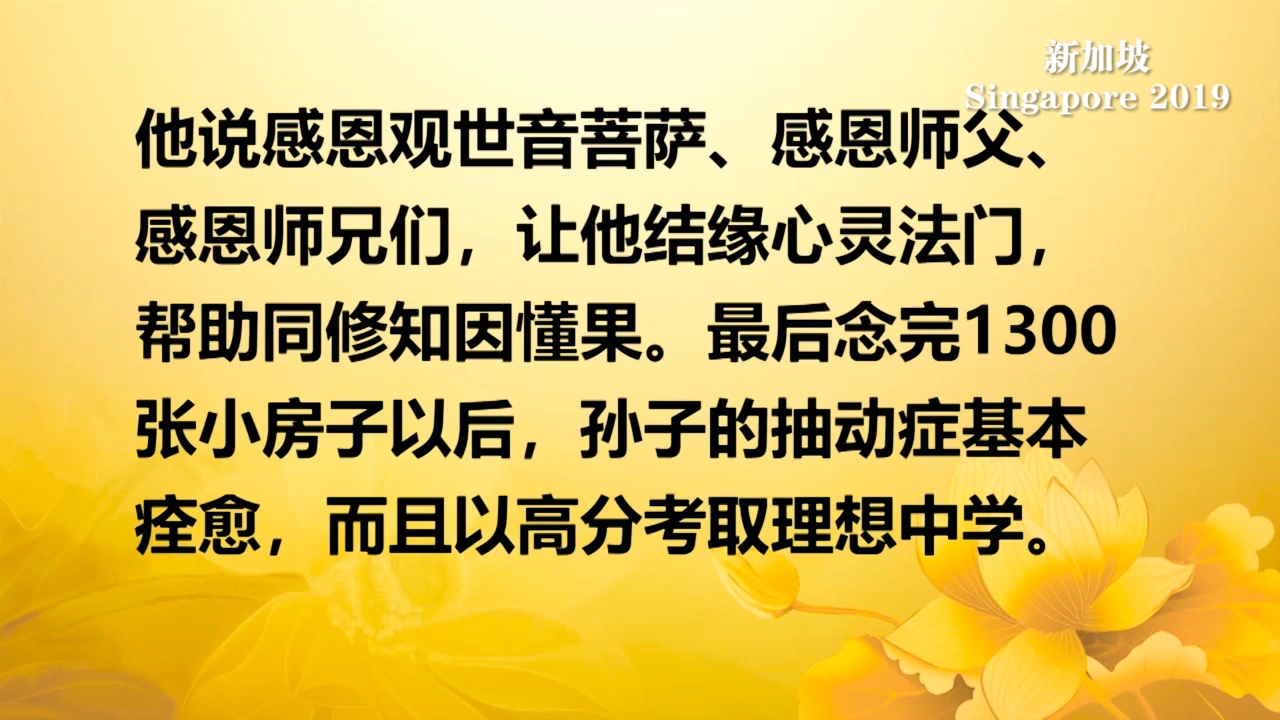 新加坡
Singapore 2019
他说感恩观世音菩萨、感恩师父、
感恩师兄们，让他结缘心灵法门，
帮助同修知因懂果。最后念完1300
张小房子以后，孙子的抽动症基本
痊愈，而且以高分考取理想中学。